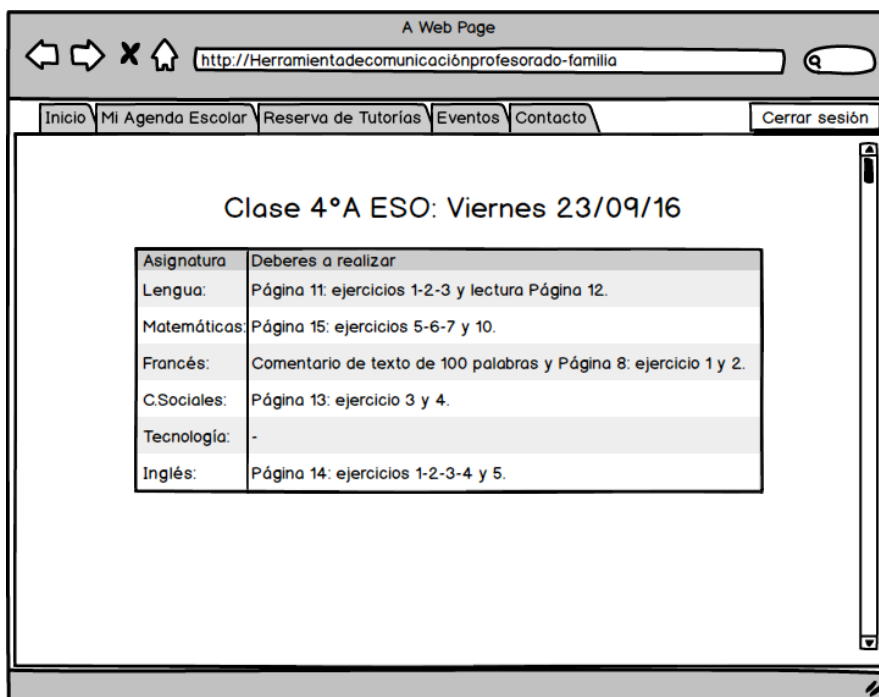 A Web Page
http://Herramientadecomunicaciónprofesorado-familia
Inicio Mi Agenda Escolar Reserva de Tutorías Eventos Contacto Cerrar sesión
Clase 4ºA ESO: Viernes 23/09/16
Asignatura Deberes a realizar
Lengua: Página 11: ejercicios 1-2-3 y lectura Página 12.
Matemáticas: Página 15: ejercicios 5-6-7 y 10.
Francés: Comentario de texto de 100 palabras y Página 8: ejercicio 1 y 2.
C.Sociales: Página 13: ejercicio 3 y 4.
Tecnología: -
Inglés: Página 14: ejercicios 1-2-3-4 y 5.